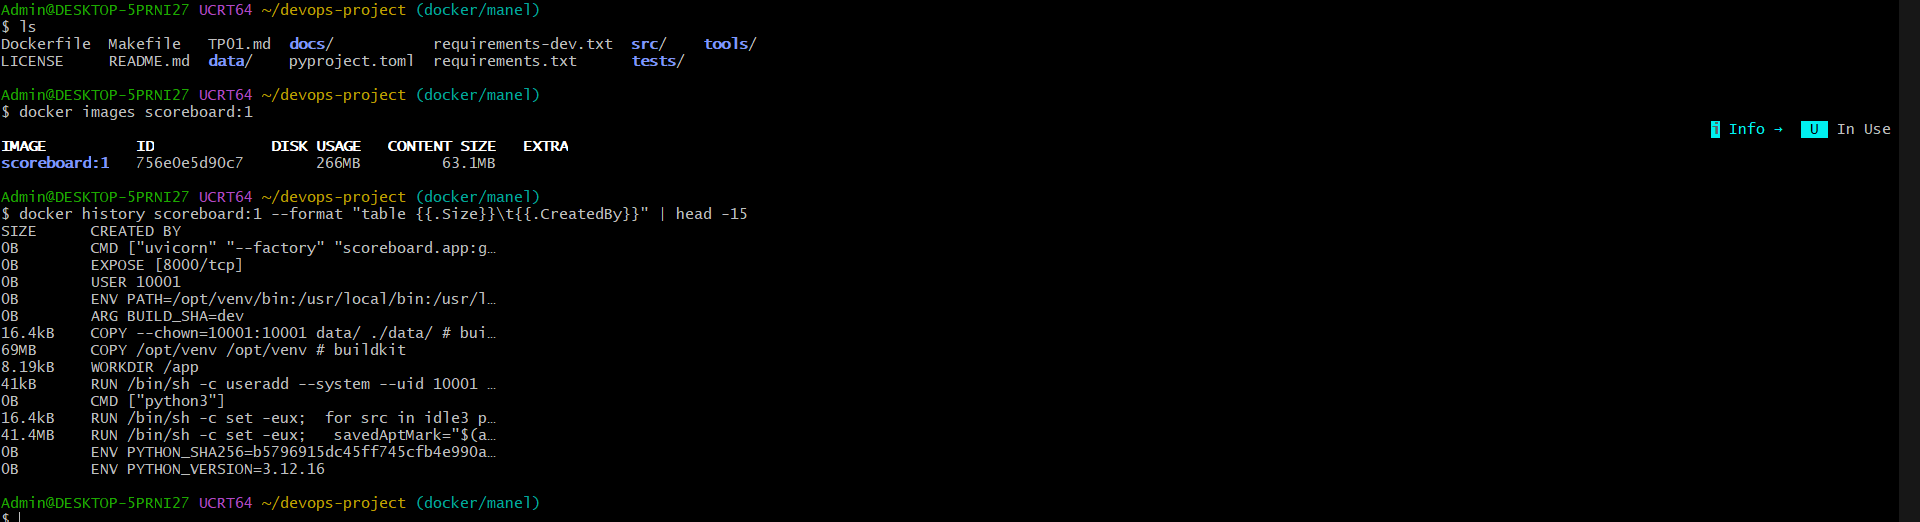 Admin@DESKTOP-5PRNI27 UCRT64 ~/devops-project (docker/manel)
$ ls
Dockerfile  Makefile   TP01.md  docs/           requirements-dev.txt  src/    tools/
LICENSE     README.md  data/    pyproject.toml  requirements.txt      tests/
Admin@DESKTOP-5PRNI27 UCRT64 ~/devops-project (docker/manel)
$ docker images scoreboard:1
i Info →  U  In Use
IMAGE          ID             DISK USAGE   CONTENT SIZE   EXTRA
scoreboard:1   756e0e5d90c7        266MB         63.1MB
Admin@DESKTOP-5PRNI27 UCRT64 ~/devops-project (docker/manel)
$ docker history scoreboard:1 --format "table {{.Size}}\t{{.CreatedBy}}" | head -15
SIZE      CREATED BY
0B        CMD ["uvicorn" "--factory" "scoreboard.app:g…
0B        EXPOSE [8000/tcp]
0B        USER 10001
0B        ENV PATH=/opt/venv/bin:/usr/local/bin:/usr/l…
0B        ARG BUILD_SHA=dev
16.4kB    COPY --chown=10001:10001 data/ ./data/ # bui…
69MB      COPY /opt/venv /opt/venv # buildkit
8.19kB    WORKDIR /app
41kB      RUN /bin/sh -c useradd --system --uid 10001 …
0B        CMD ["python3"]
16.4kB    RUN /bin/sh -c set -eux;  for src in idle3 p…
41.4MB    RUN /bin/sh -c set -eux;   savedAptMark="$(a…
0B        ENV PYTHON_SHA256=b5796915dc45ff745cfb4e990a…
0B        ENV PYTHON_VERSION=3.12.16
Admin@DESKTOP-5PRNI27 UCRT64 ~/devops-project (docker/manel)
$